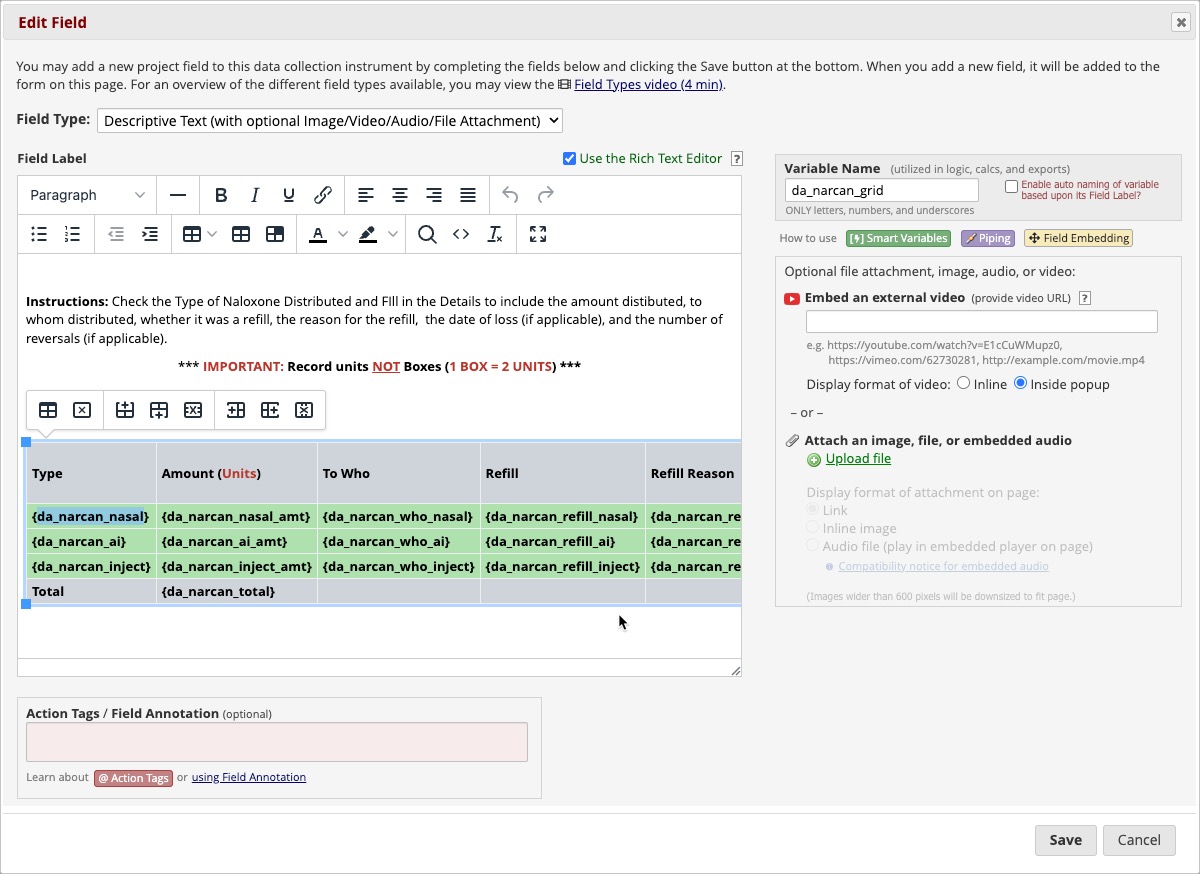 Edit Field
You may add a new project field to this data collection instrument by completing the fields below and clicking the Save button at the bottom. When you add a new field, it will be added to the
form on this page. For an overview of the different field types available, you may view the Field Types video (4 min).
Field Type: Descriptive Text (with optional Image/Video/Audio/File Attachment)
Field Label
Use the Rich Text Editor ?
Paragraph
B I U
A
Instructions: Check the Type of Naloxone Distributed and FIll in the Details to include the amount distibuted, to
whom distributed, whether it was a refill, the reason for the refill, the date of loss (if applicable), and the number of
reversals (if applicable).
*** IMPORTANT: Record units NOT Boxes (1 BOX = 2 UNITS) ***
Type Amount (Units) To Who Refill Refill Reason
{da_narcan_nasal} {da_narcan_nasal_amt} {da_narcan_who_nasal} {da_narcan_refill_nasal} {da_narcan_re
{da_narcan_ai} {da_narcan_ai_amt} {da_narcan_who_ai} {da_narcan_refill_ai} {da_narcan_re
{da_narcan_inject} {da_narcan_inject_amt} {da_narcan_who_inject} {da_narcan_refill_inject} {da_narcan_re
Total {da_narcan_total}
Action Tags / Field Annotation (optional)
Learn about @ Action Tags or using Field Annotation
Variable Name (utilized in logic, calcs, and exports)
da_narcan_grid
Enable auto naming of variable
based upon its Field Label?
ONLY letters, numbers, and underscores
How to use Smart Variables Piping Field Embedding
Optional file attachment, image, audio, or video:
Embed an external video (provide video URL) ?
e.g. https://youtube.com/watch?v=E1cCuWMupz0,
https://vimeo.com/62730281, http://example.com/movie.mp4
Display format of video: Inline Inside popup
– or –
Attach an image, file, or embedded audio
Upload file
Display format of attachment on page:
Link
Inline image
Audio file (play in embedded player on page)
Compatibility notice for embedded audio
(Images wider than 600 pixels will be downsized to fit page.)
Save Cancel